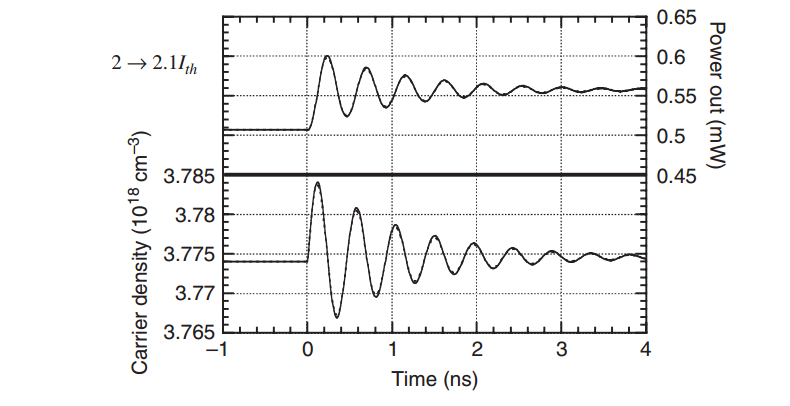 2 → 2.1Ith
0.65
0.6
0.55
0.5
0.45
Power out (mW)
Carrier density (10^18 cm^−3)
3.785
3.78
3.775
3.77
3.765
−1 0 1 2 3 4
Time (ns)